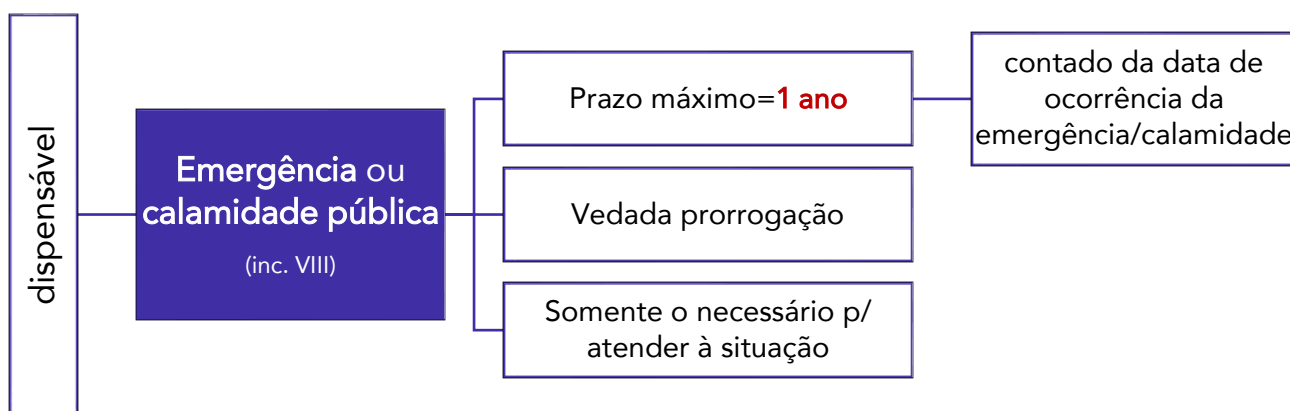 dispensável
Emergência ou
calamidade pública
(inc. VIII)
Prazo máximo=1 ano
contado da data de
ocorrência da
emergência/calamidade
Vedada prorrogação
Somente o necessário p/
atender à situação